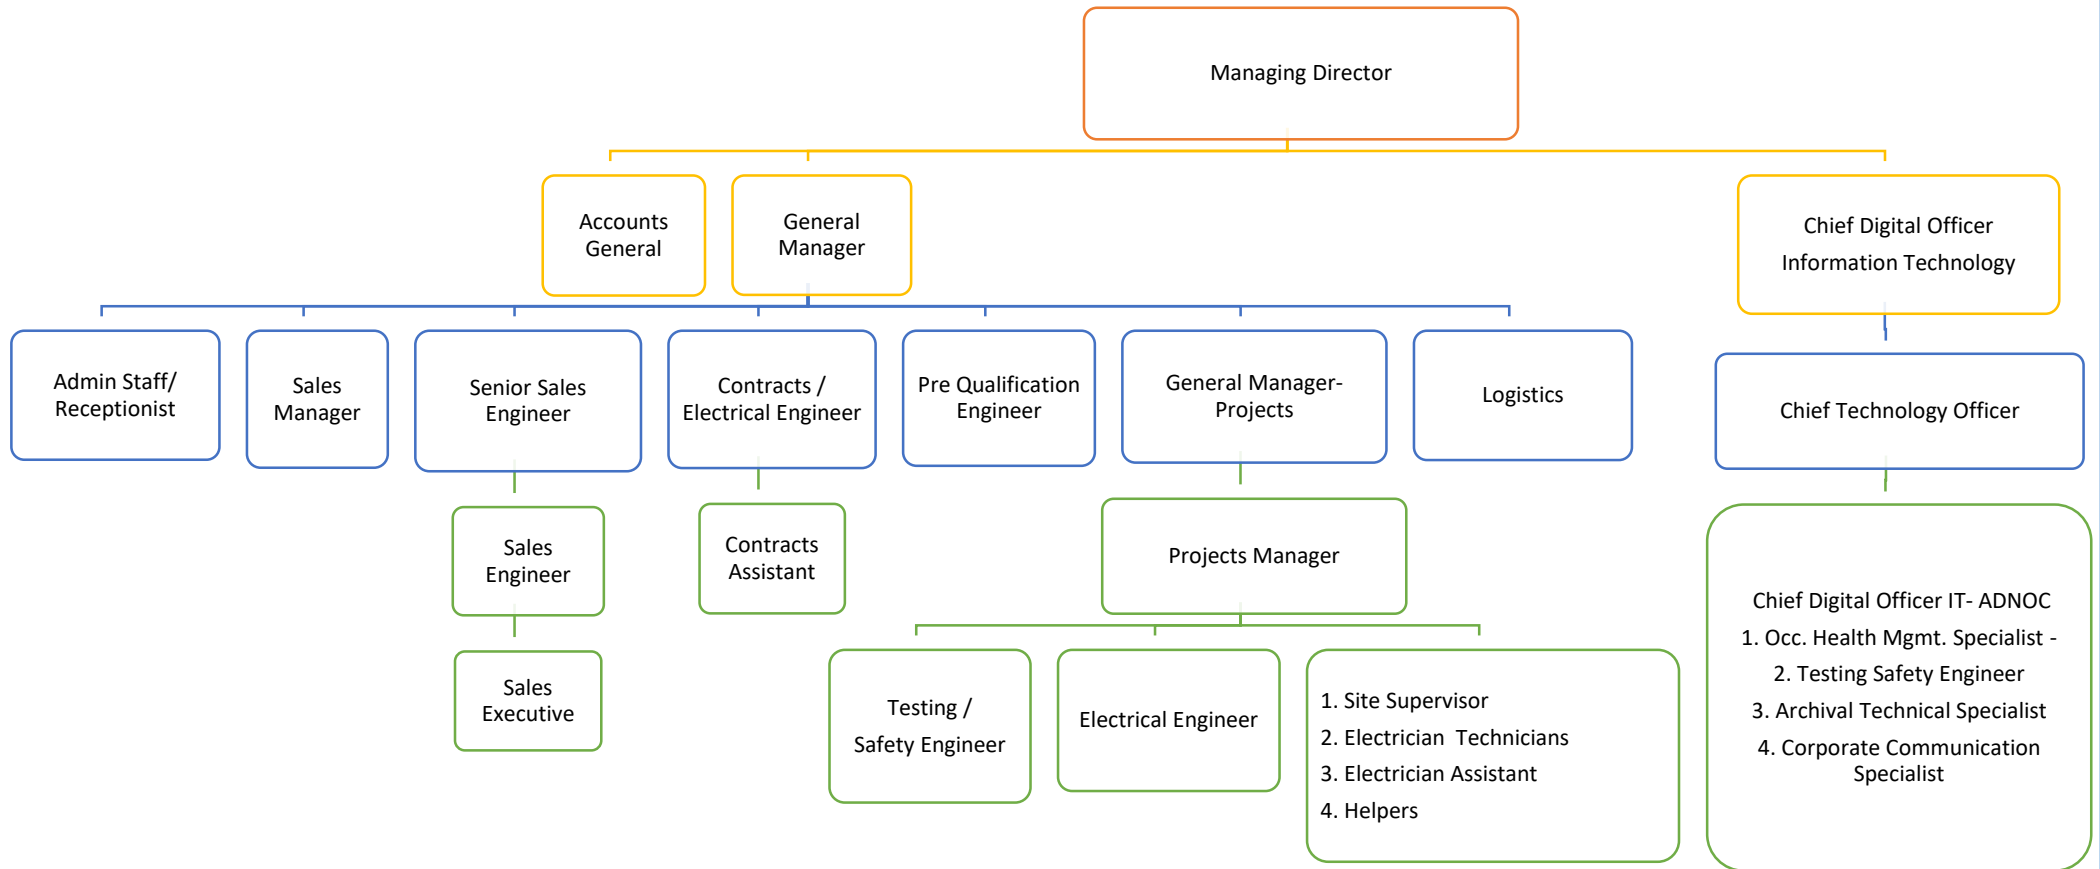 Managing Director
Accounts
General
General
Manager
Chief Digital Officer
Information Technology
Admin Staff/
Receptionist
Sales
Manager
Senior Sales
Engineer
Contracts /
Electrical Engineer
Pre Qualification
Engineer
General Manager-
Projects
Logistics
Chief Technology Officer
Sales
Engineer
Contracts
Assistant
Projects Manager
Sales
Executive
Testing /
Safety Engineer
Electrical Engineer
1. Site Supervisor
2. Electrician  Technicians
3. Electrician Assistant
4. Helpers
Chief Digital Officer IT- ADNOC
1. Occ. Health Mgmt. Specialist -
2. Testing Safety Engineer
3. Archival Technical Specialist
4. Corporate Communication
Specialist